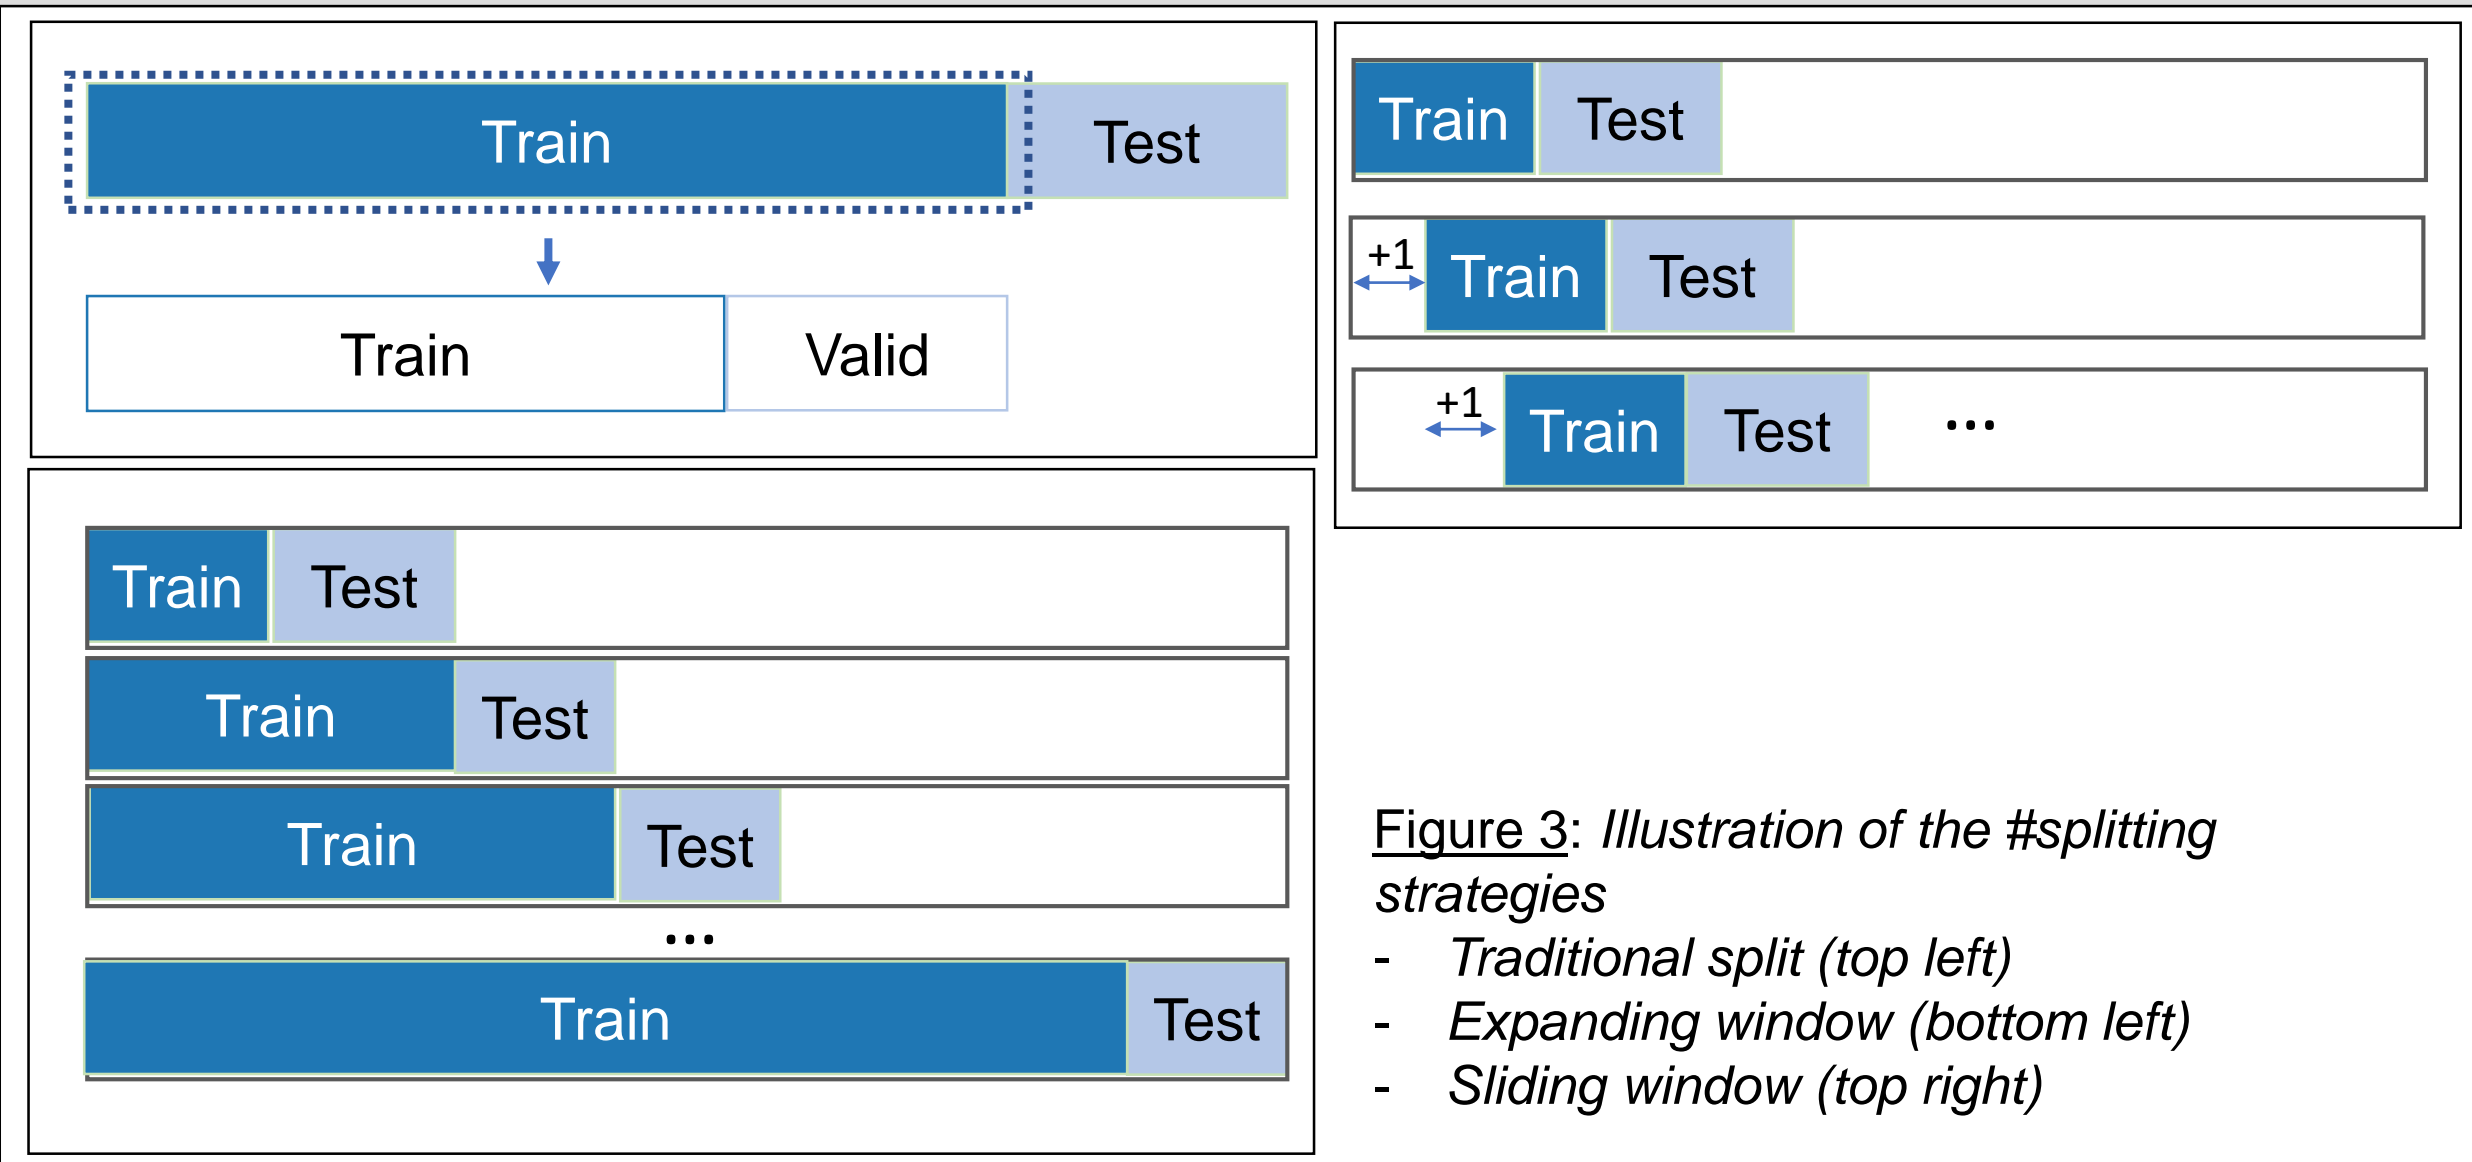 Train
Test
Train
Valid
Train
Test
+1
Train
Test
+1
Train
Test
...
Train
Test
Train
Test
Train
Test
...
Train
Test
Figure 3: Illustration of the #splitting
strategies
- Traditional split (top left)
- Expanding window (bottom left)
- Sliding window (top right)